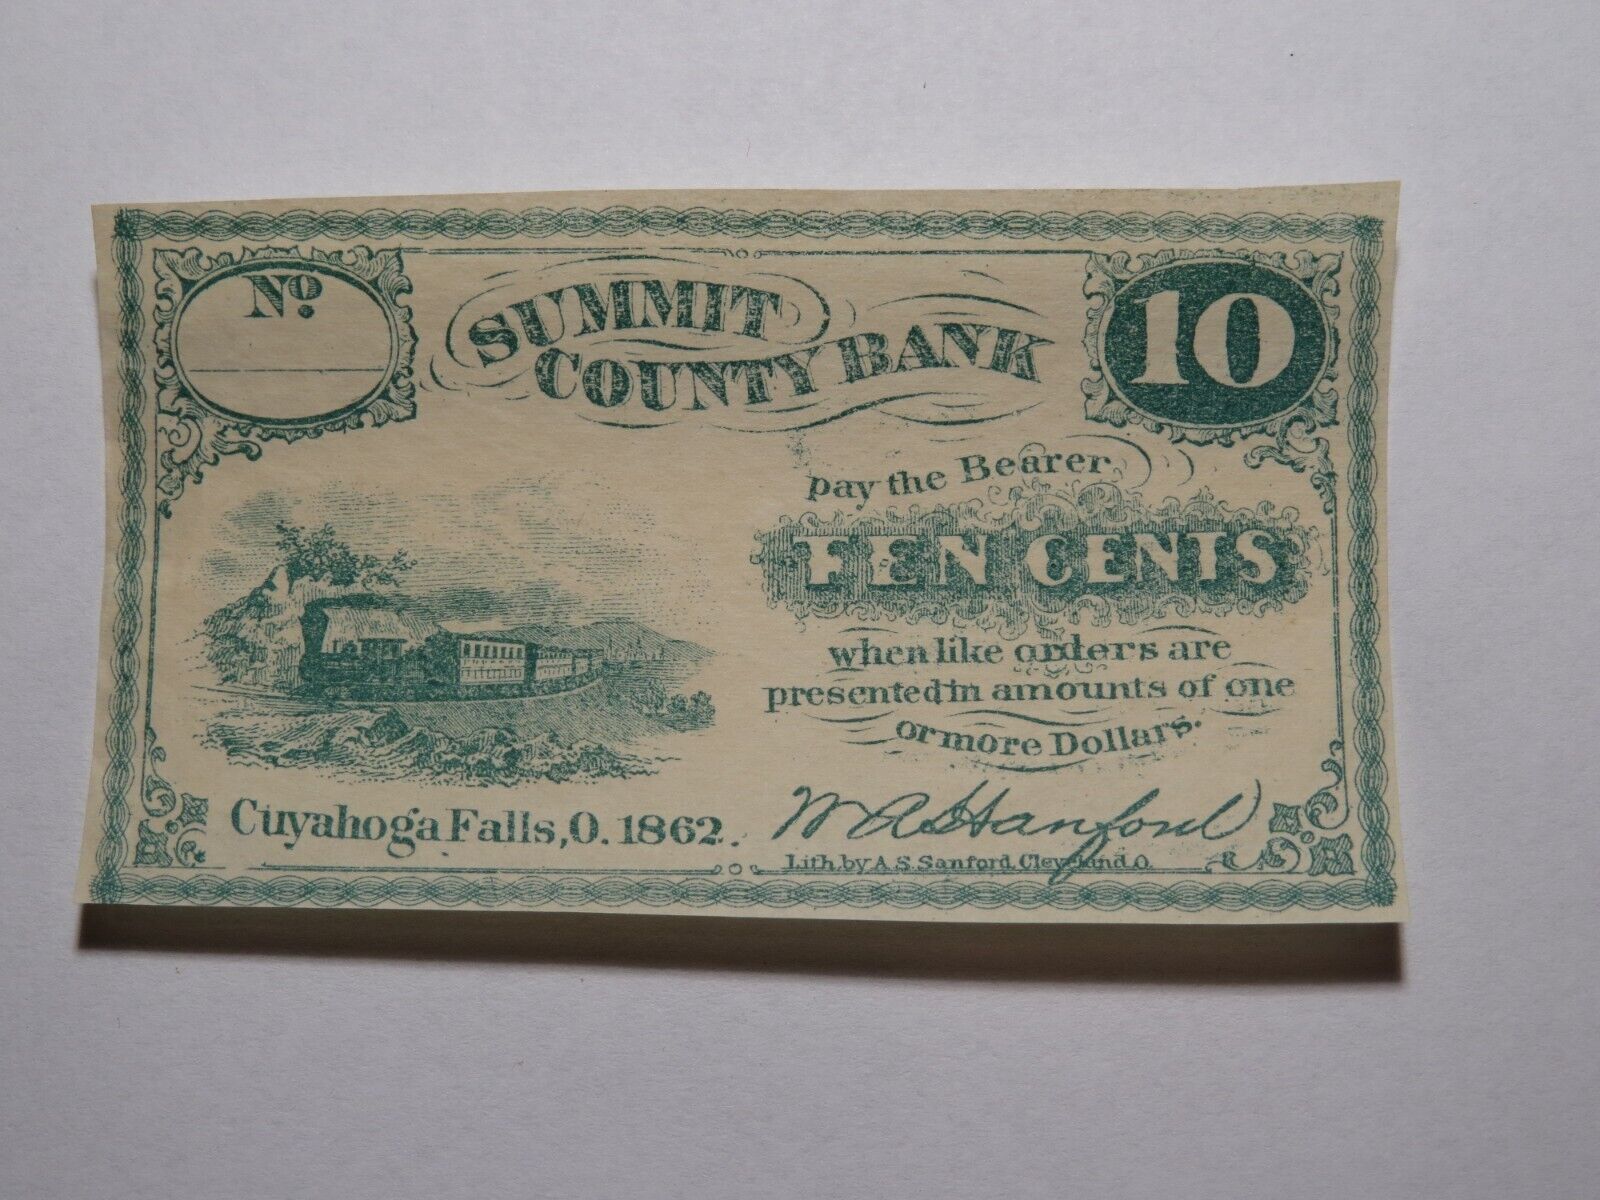 No.
SUMMIT
COUNTY BANK
10
pay the Bearer
TEN CENTS
when like orders are
presented in amounts of one
or more Dollars.
Cuyahoga Falls, O. 1862.
W A Hanford
Lith. by A. S. Sanford, Cleveland, O.